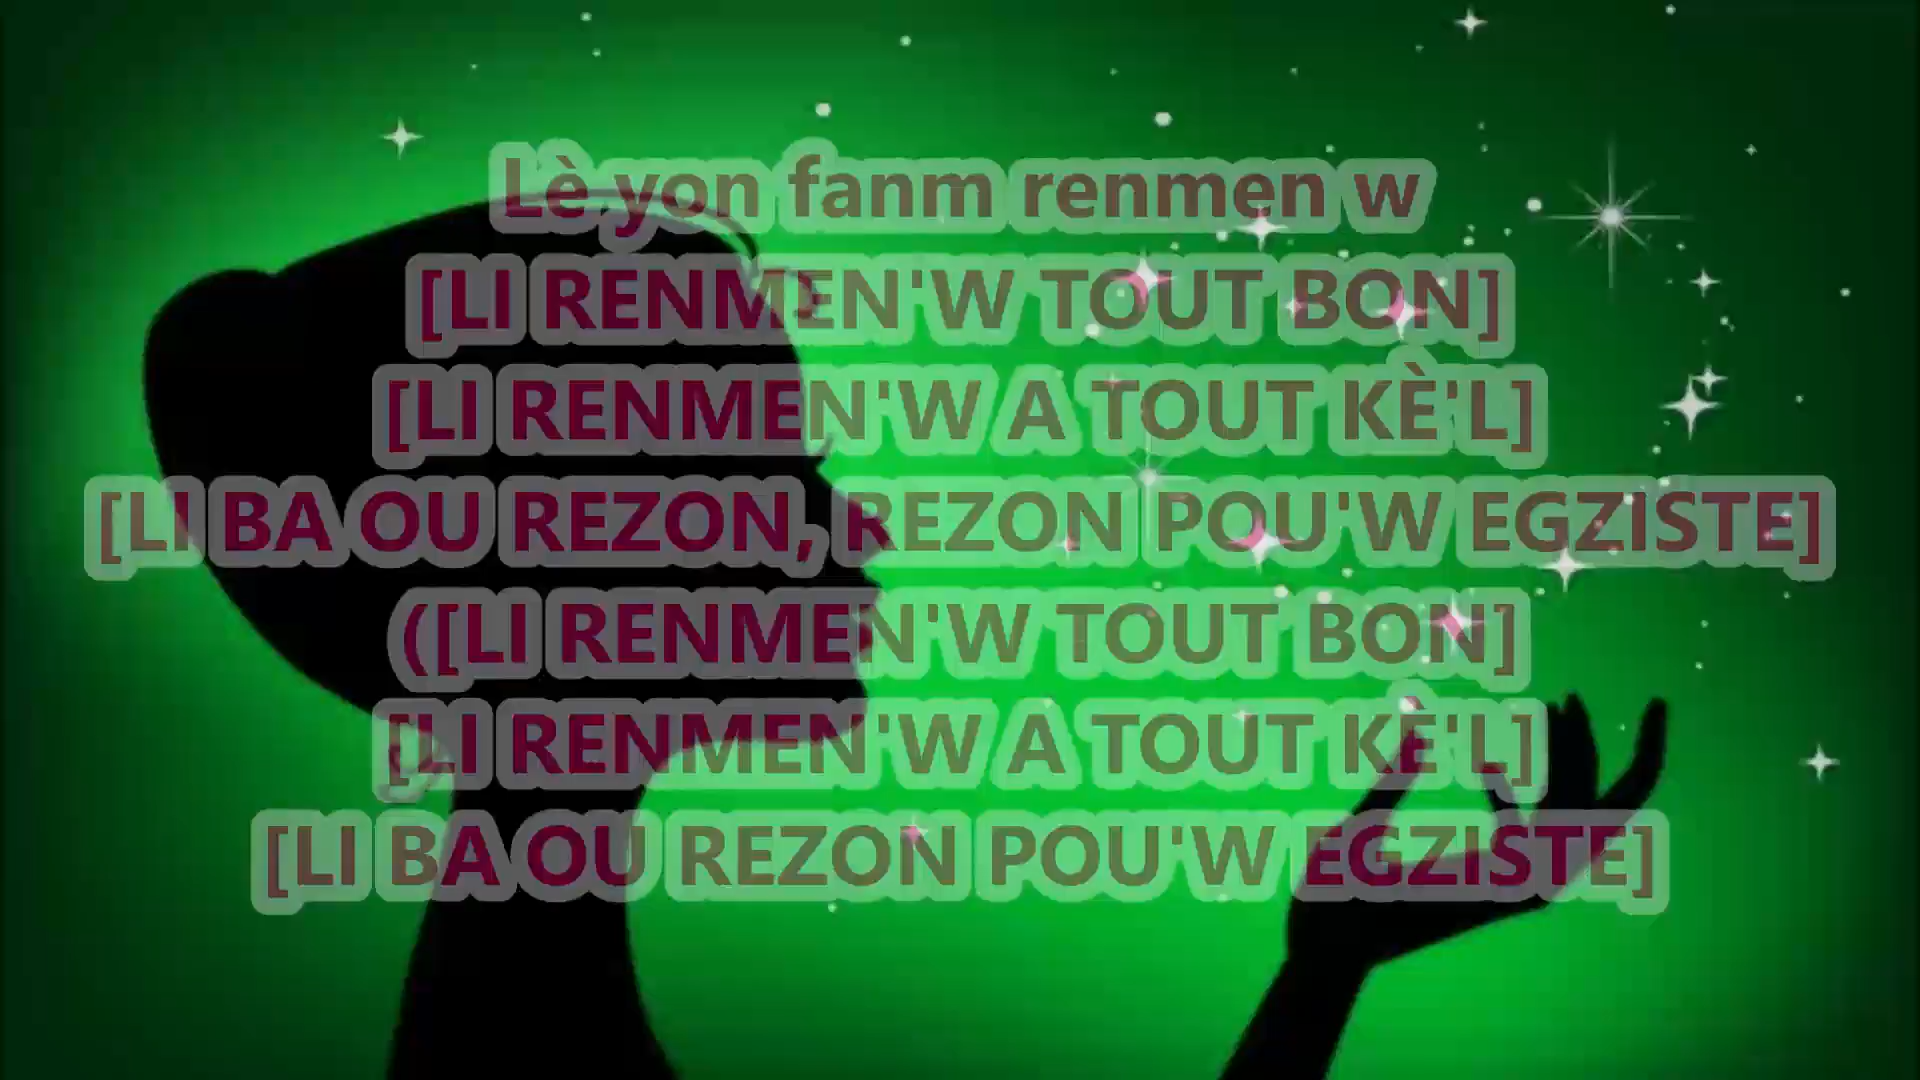 Lè yon fanm renmen w
[LI RENMEN'W TOUT BON]
[LI RENMEN'W A TOUT KÈ'L]
[LI BA OU REZON, REZON POU'W EGZISTE]
([LI RENMEN'W TOUT BON]
[LI RENMEN'W A TOUT KÈ'L]
[LI BA OU REZON POU'W EGZISTE]